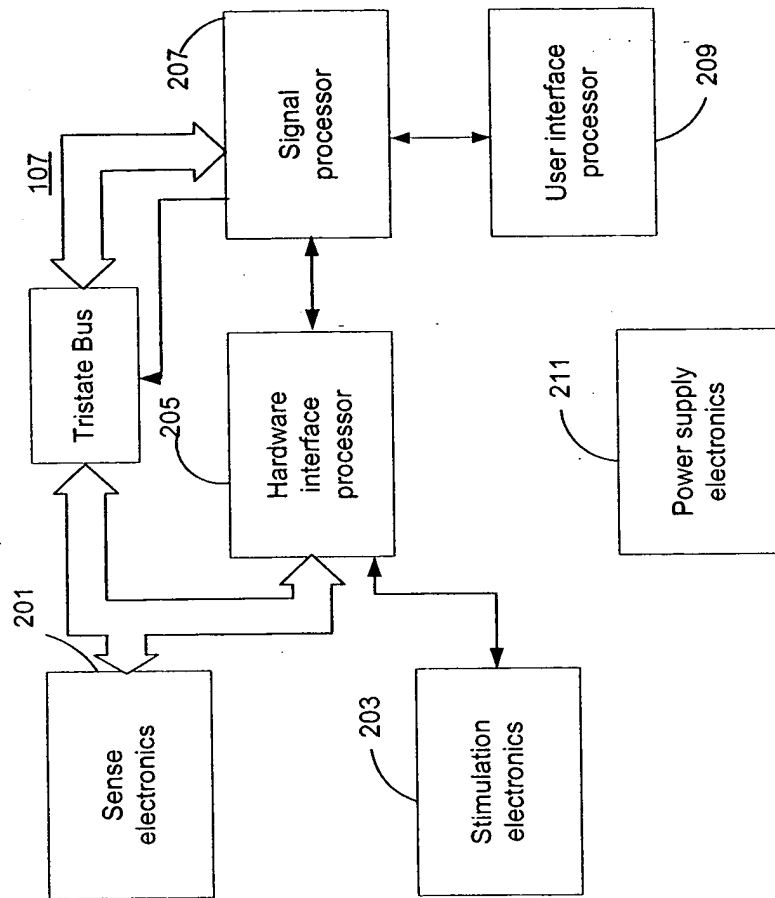 107
201
Sense
electronics
Tristate Bus
207
Signal
processor
205
Hardware
interface
processor
203
Stimulation
electronics
User interface
processor
209
211
Power supply
electronics